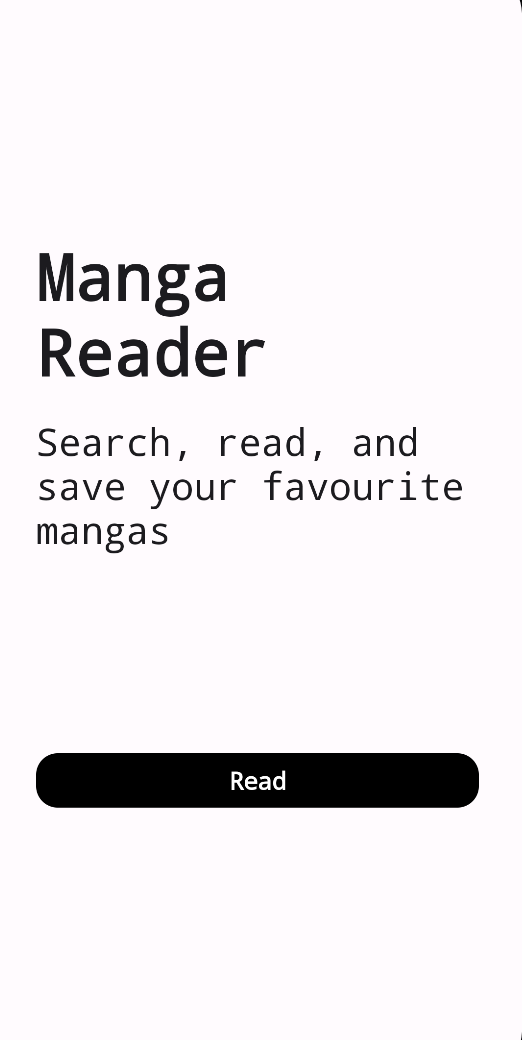 Manga
Reader
Search, read, and
save your favourite
mangas
Read